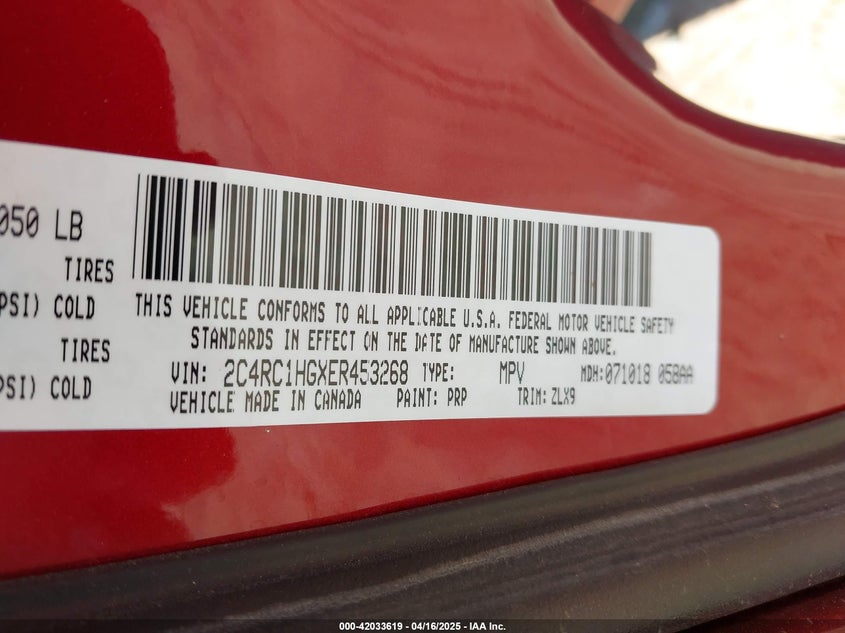 050 LB
TIRES
PSI) COLD
TIRES
PSI) COLD
THIS VEHICLE CONFORMS TO ALL APPLICABLE U.S.A. FEDERAL MOTOR VEHICLE SAFETY
STANDARDS IN EFFECT ON THE DATE OF MANUFACTURE SHOWN ABOVE.
VIN: 2C4RC1HGXER453268 TYPE: MPV MDH:071018 058AA
VEHICLE MADE IN CANADA PAINT: PRP TRIM: ZLX9
000-42033619 - 04/16/2025 - IAA Inc.